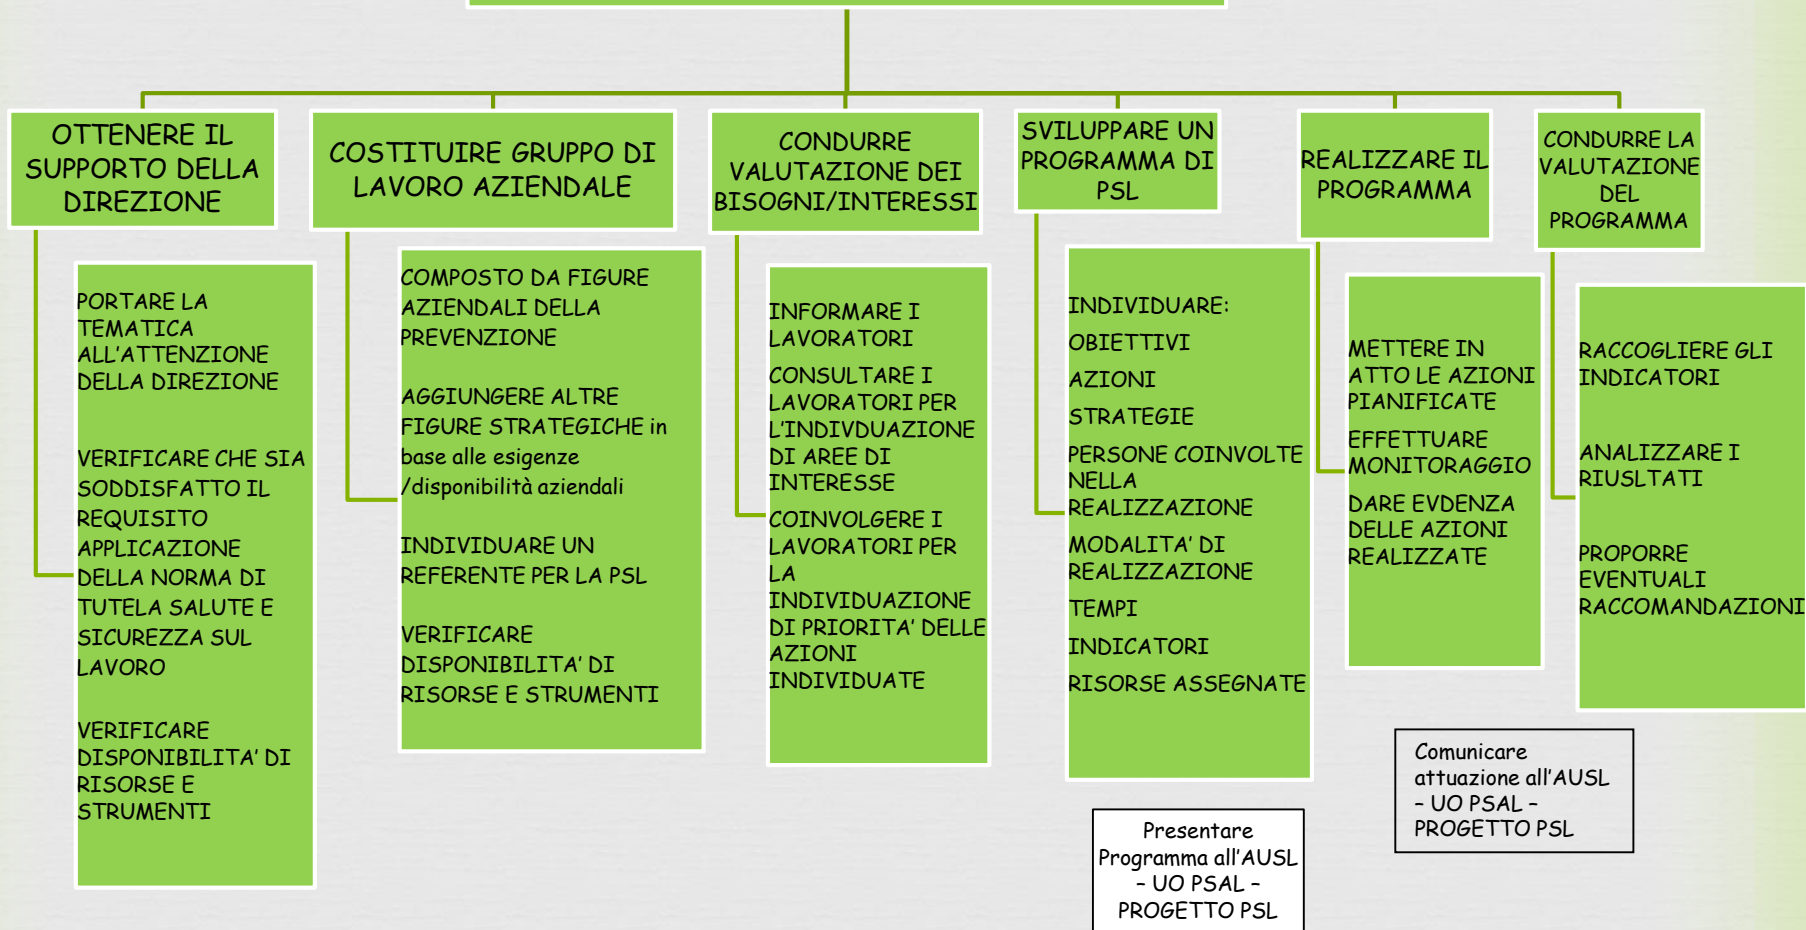 OTTENERE IL
SUPPORTO DELLA
DIREZIONE
PORTARE LA
TEMATICA
ALL'ATTENZIONE
DELLA DIREZIONE
VERIFICARE CHE SIA
SODDISFATTO IL
REQUISITO
APPLICAZIONE
DELLA NORMA DI
TUTELA SALUTE E
SICUREZZA SUL
LAVORO
VERIFICARE
DISPONIBILITA' DI
RISORSE E
STRUMENTI
COSTITUIRE GRUPPO DI
LAVORO AZIENDALE
COMPOSTO DA FIGURE
AZIENDALI DELLA
PREVENZIONE
AGGIUNGERE ALTRE
FIGURE STRATEGICHE in
base alle esigenze
/disponibilità aziendali
INDIVIDUARE UN
REFERENTE PER LA PSL
VERIFICARE
DISPONIBILITA' DI
RISORSE E STRUMENTI
CONDURRE
VALUTAZIONE DEI
BISOGNI/INTERESSI
INFORMARE I
LAVORATORI
CONSULTARE I
LAVORATORI PER
L'INDIVDUAZIONE
DI AREE DI
INTERESSE
COINVOLGERE I
LAVORATORI PER
LA
INDIVIDUAZIONE
DI PRIORITA' DELLE
AZIONI
INDIVIDUATE
SVILUPPARE UN
PROGRAMMA DI
PSL
INDIVIDUARE:
OBIETTIVI
AZIONI
STRATEGIE
PERSONE COINVOLTE
NELLA
REALIZZAZIONE
MODALITA' DI
REALIZZAZIONE
TEMPI
INDICATORI
RISORSE ASSEGNATE
Presentare
Programma all'AUSL
– UO PSAL –
PROGETTO PSL
REALIZZARE IL
PROGRAMMA
METTERE IN
ATTO LE AZIONI
PIANIFICATE
EFFETTUARE
MONITORAGGIO
DARE EVDENZA
DELLE AZIONI
REALIZZATE
Comunicare
attuazione all'AUSL
– UO PSAL –
PROGETTO PSL
CONDURRE LA
VALUTAZIONE
DEL
PROGRAMMA
RACCOGLIERE GLI
INDICATORI
ANALIZZARE I
RIUSLTATI
PROPORRE
EVENTUALI
RACCOMANDAZIONI